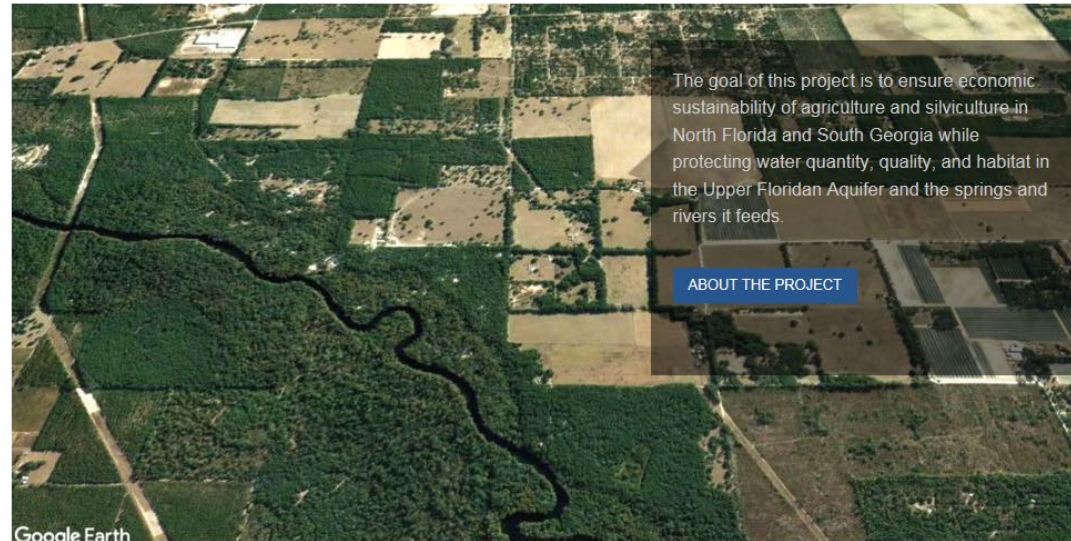 The goal of this project is to ensure economic
sustainability of agriculture and silviculture in
North Florida and South Georgia while
protecting water quantity, quality, and habitat in
the Upper Floridan Aquifer and the springs and
rivers it feeds.
ABOUT THE PROJECT
Google Earth